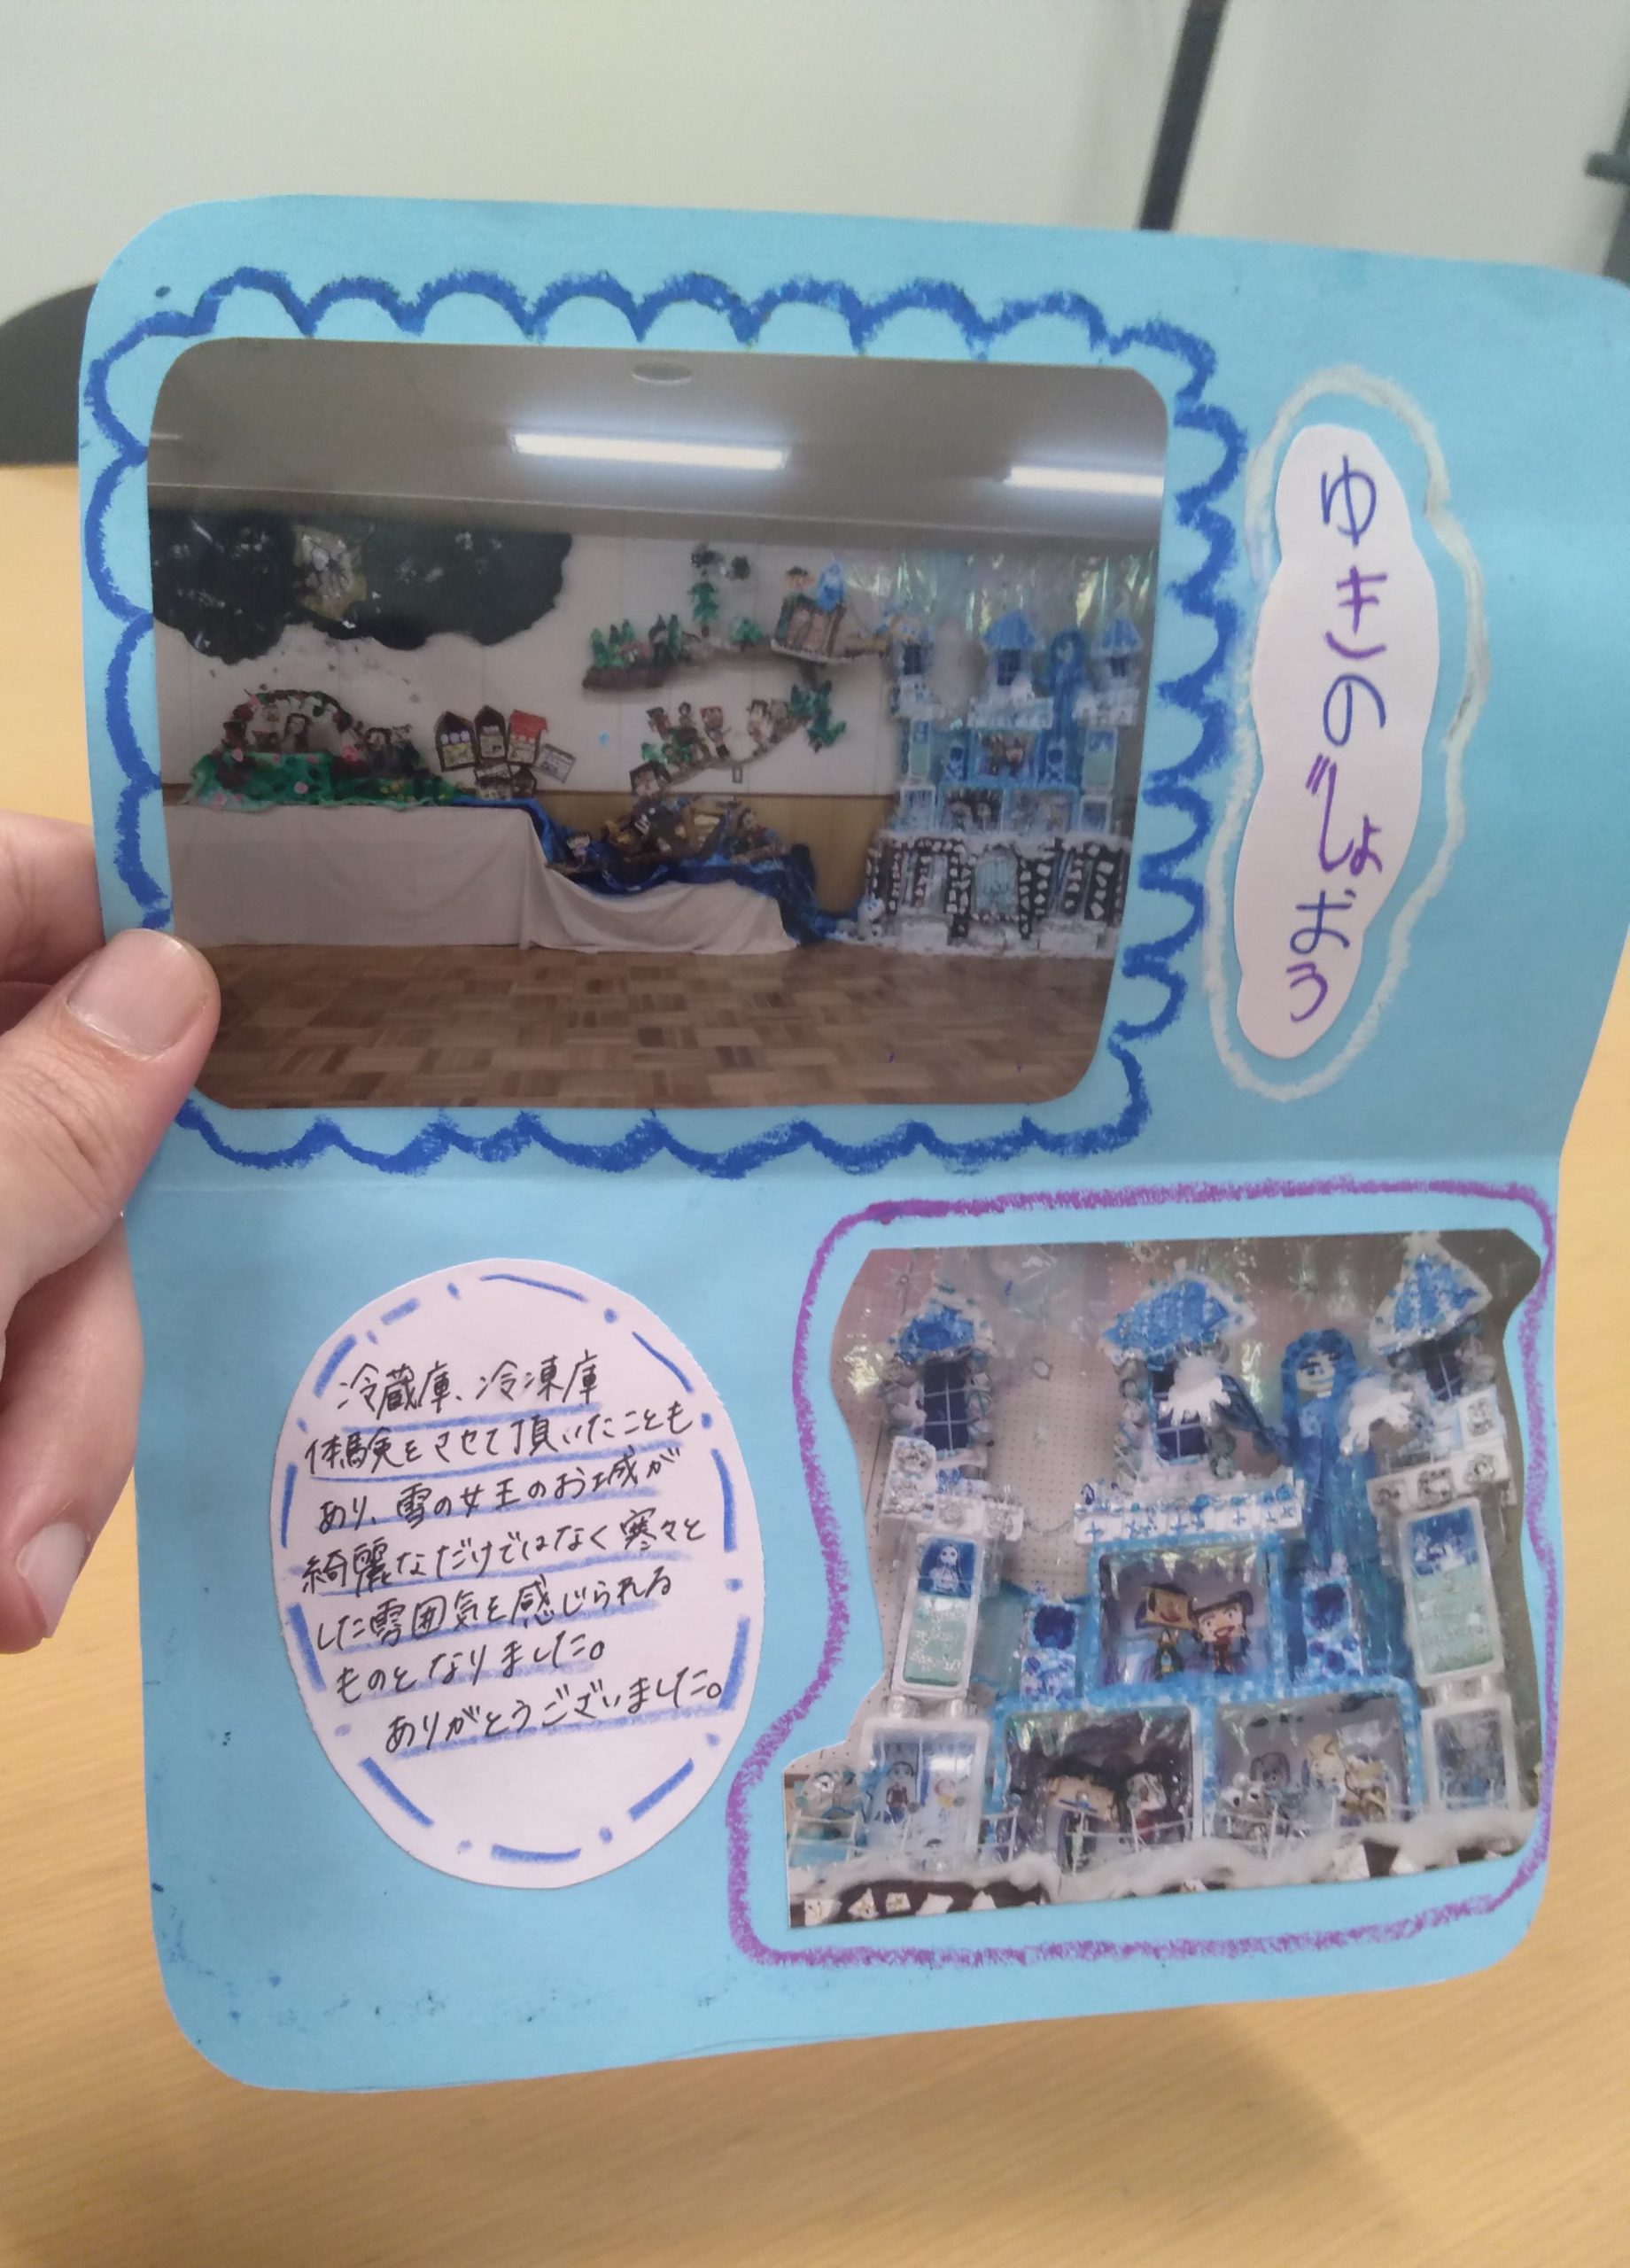 ゆきのじょおう
冷蔵庫、冷凍庫
体験をさせて頂いたことも
あり、雪の女王のお城が
綺麗なだけではなく寒々と
した雰囲気を感じられる
ものとなりました。
ありがとうございました。